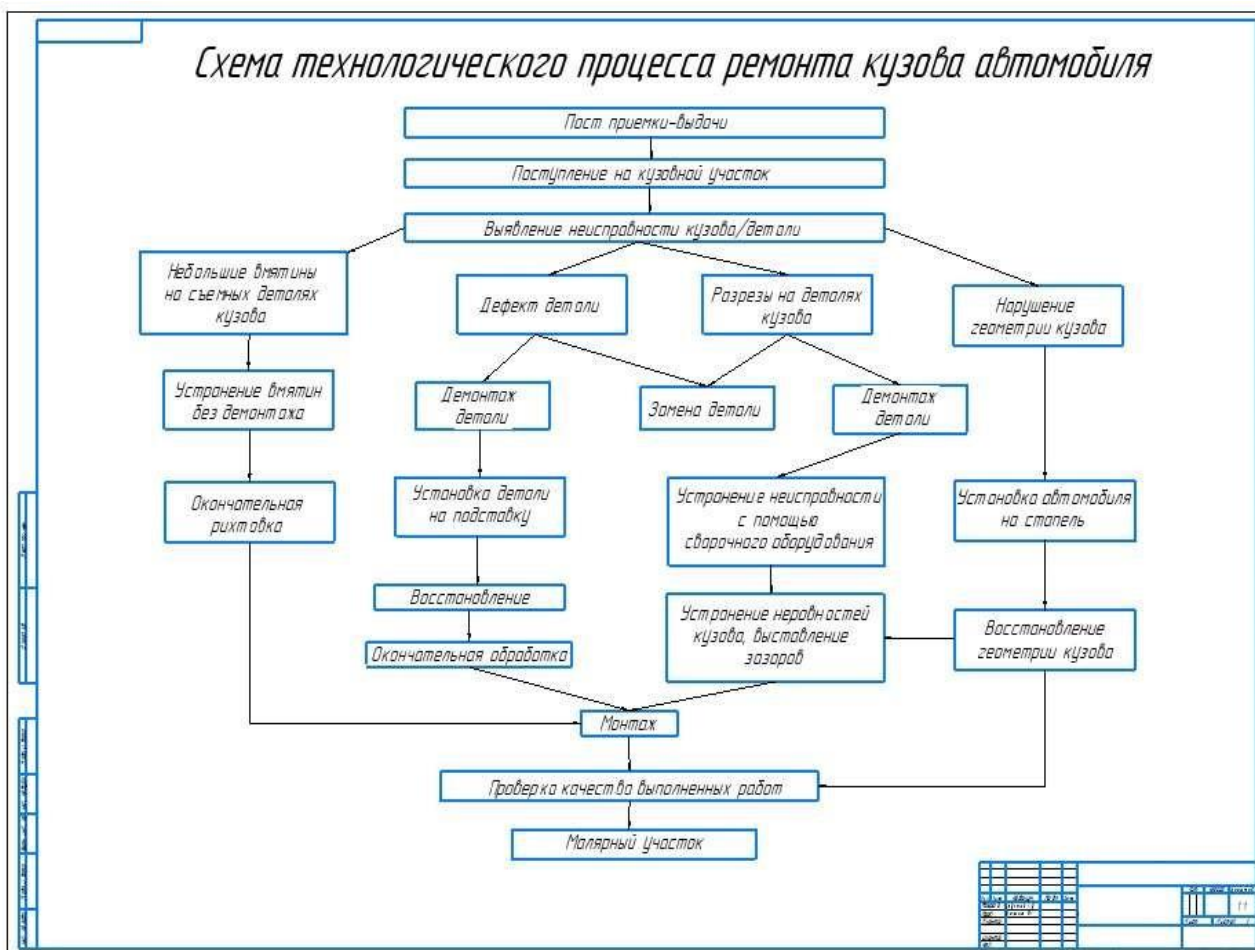 Схема технологического процесса ремонта кузова автомобиля
Пост приемки-выдачи
Поступление на кузовной участок
Выявление неисправности кузова/детали
Небольшие вмятины
на съемных деталях
кузова
Дефект детали
Разрезы на деталях
кузова
Нарушение
геометрии кузова
Устранение вмятин
без демонтажа
Демонтаж
детали
Замена детали
Демонтаж
детали
Окончательная
рихтовка
Установка детали
на подставку
Устранение неисправности
с помощью
сварочного оборудования
Установка автомобиля
на стапель
Восстановление
Устранение неровностей
кузова, выставление
зазоров
Восстановление
геометрии кузова
Окончательная обработка
Монтаж
Проверка качества выполненных работ
Малярный участок
1:1